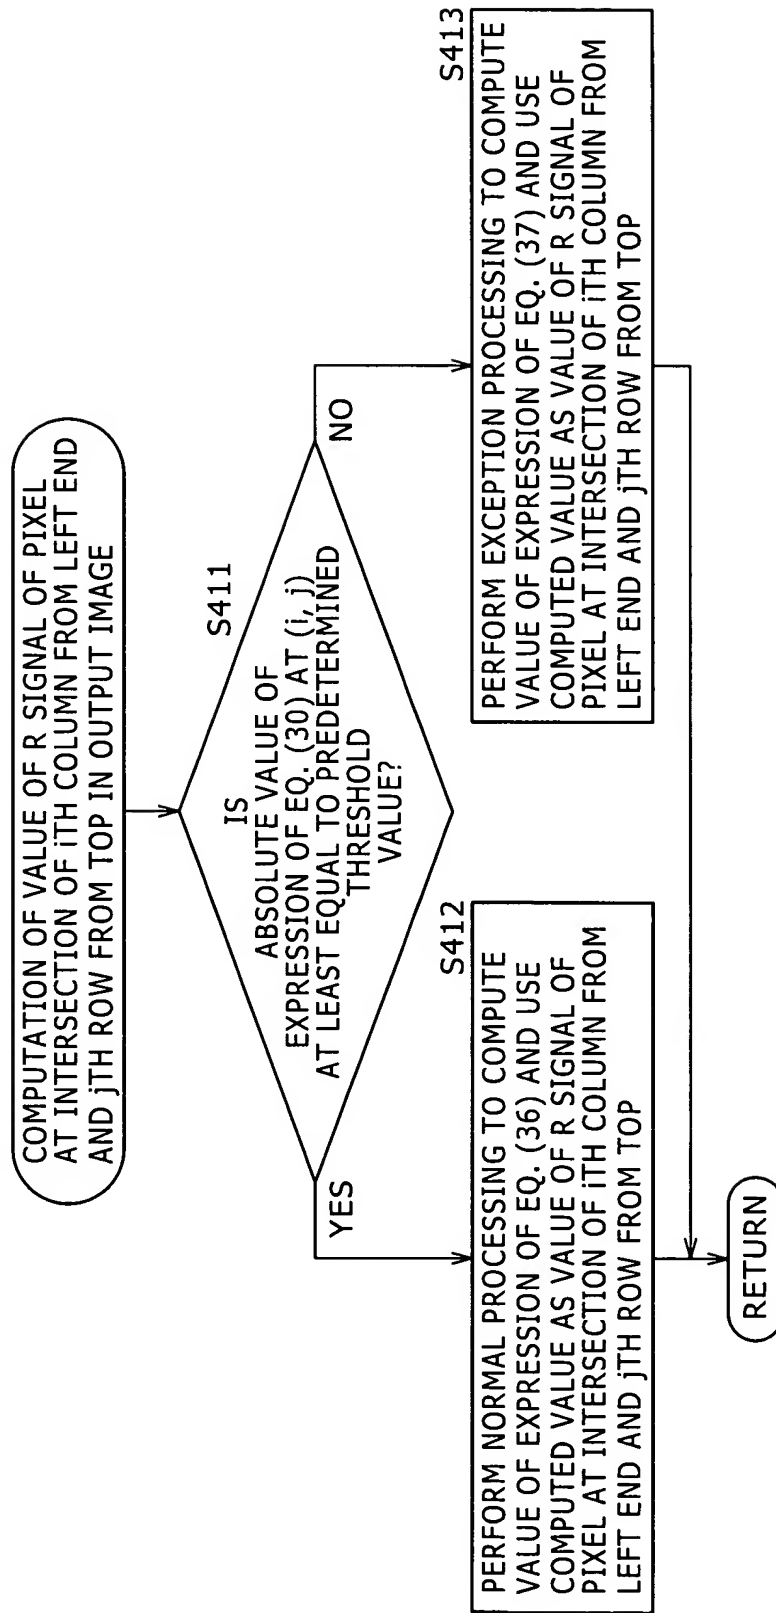 COMPUTATION OF VALUE OF R SIGNAL OF PIXEL
AT INTERSECTION OF iTH COLUMN FROM LEFT END
AND jTH ROW FROM TOP IN OUTPUT IMAGE
S411
IS
ABSOLUTE VALUE OF
EXPRESSION OF EQ. (30) AT (i, j)
AT LEAST EQUAL TO PREDETERMINED
THRESHOLD
VALUE?
YES
NO
S412
PERFORM NORMAL PROCESSING TO COMPUTE
VALUE OF EXPRESSION OF EQ. (36) AND USE
COMPUTED VALUE AS VALUE OF R SIGNAL OF
PIXEL AT INTERSECTION OF iTH COLUMN FROM
LEFT END AND jTH ROW FROM TOP
S413
PERFORM EXCEPTION PROCESSING TO COMPUTE
VALUE OF EXPRESSION OF EQ. (37) AND USE
COMPUTED VALUE AS VALUE OF R SIGNAL OF
PIXEL AT INTERSECTION OF iTH COLUMN FROM
LEFT END AND jTH ROW FROM TOP
RETURN